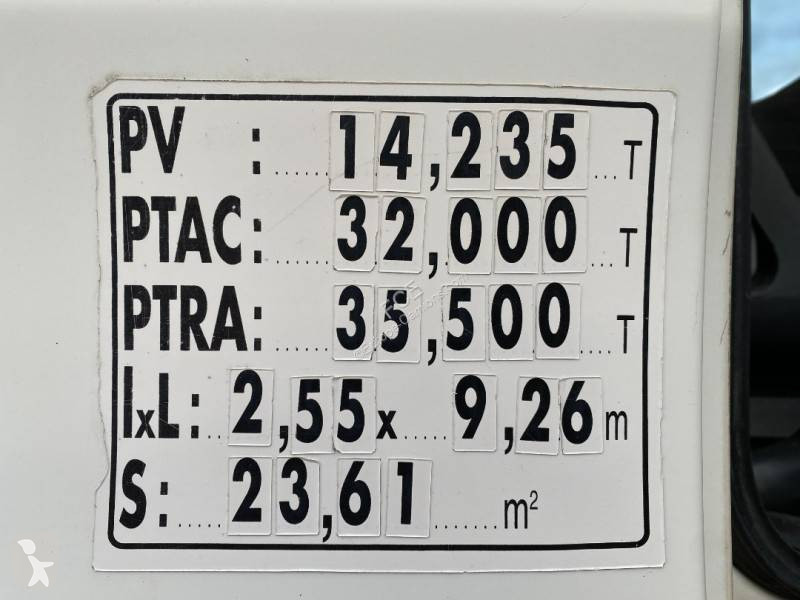 PV : ......14,235...T
PTAC: ......32,000....T
PTRA: ......35,500.....T
lxL: ..2,55x.....9,26m
S: .....23,61.......m²